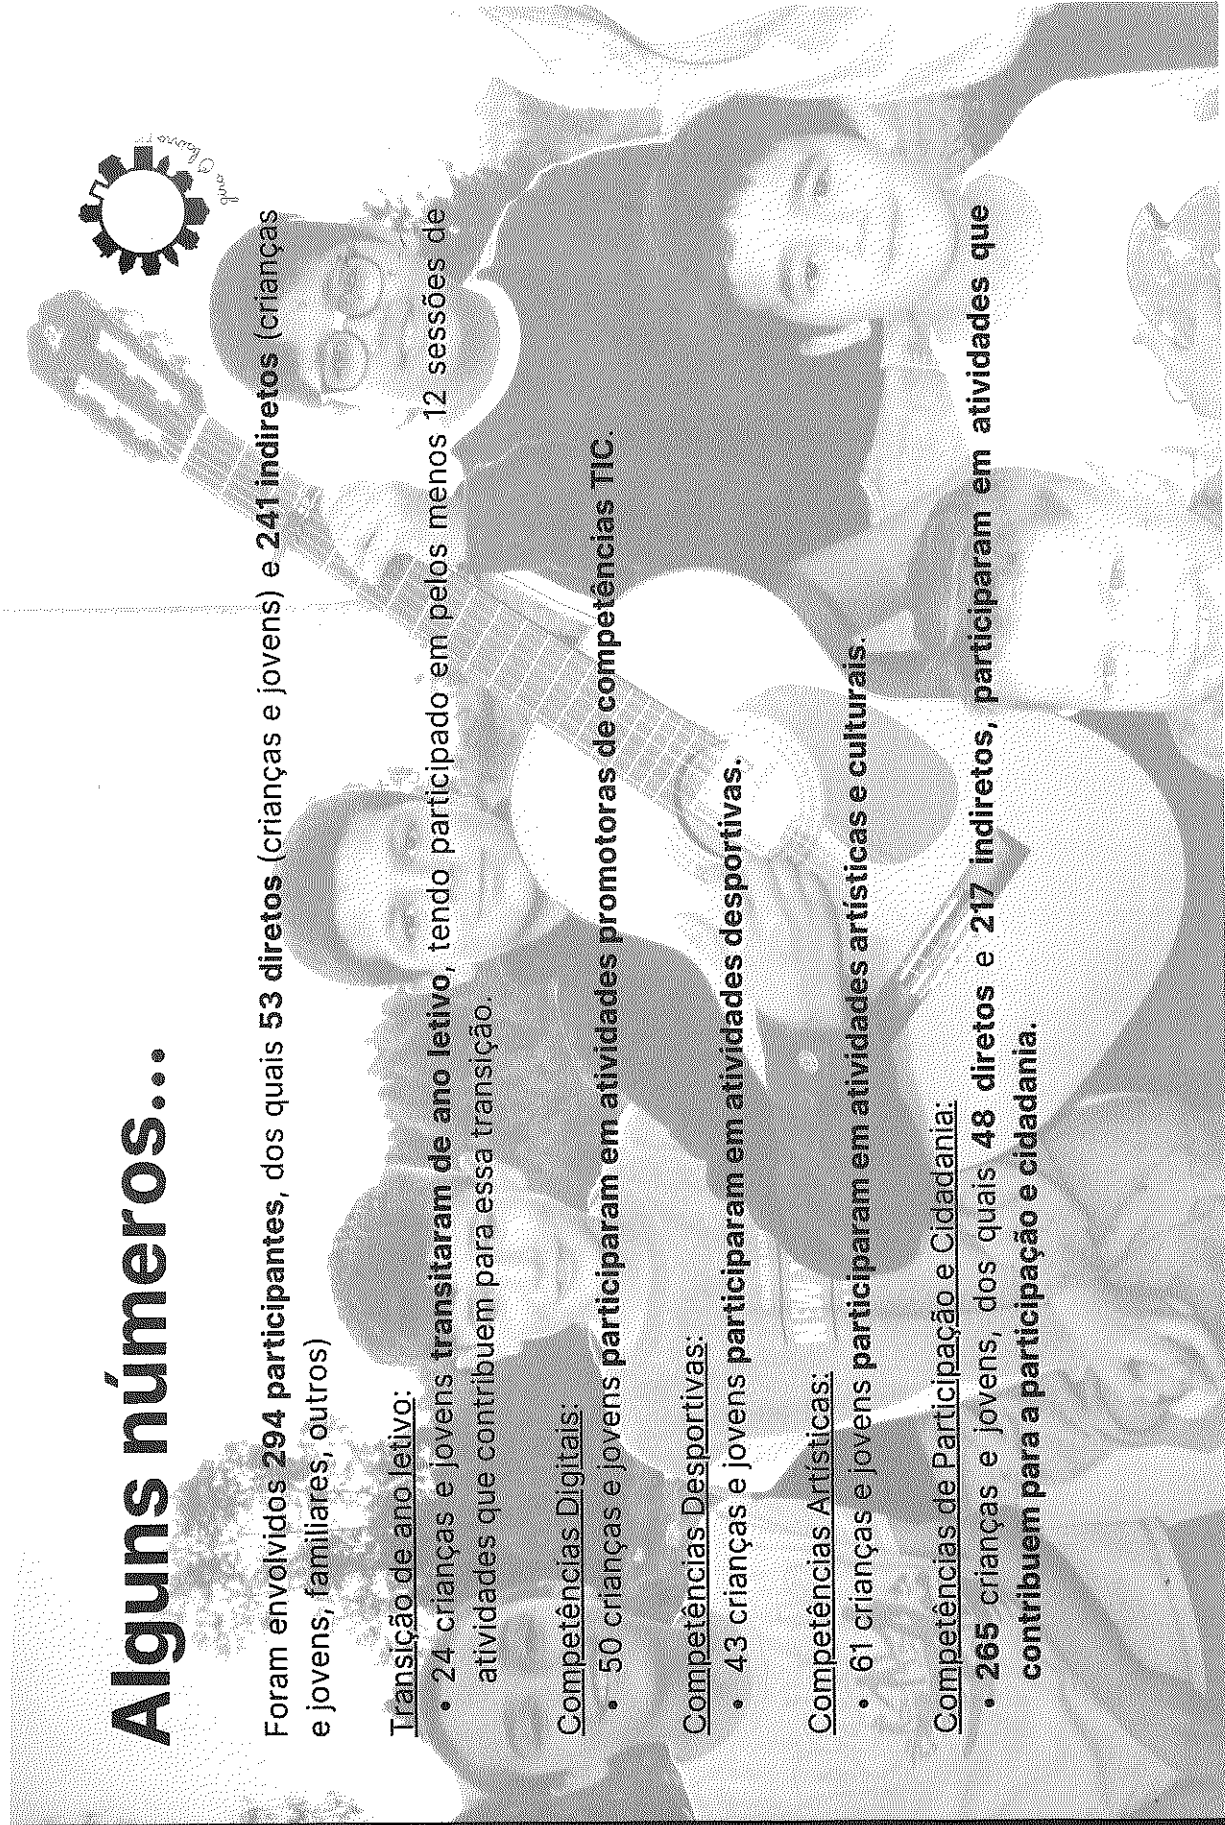 Alguns números...
Foram envolvidos 294 participantes, dos quais 53 diretos (crianças e jovens) e 241 indiretos (crianças
e jovens, familiares, outros)
Transição de ano letivo:
• 24 crianças e jovens transitaram de ano letivo, tendo participado em pelos menos 12 sessões de
atividades que contribuem para essa transição.
Competências Digitais:
• 50 crianças e jovens participaram em atividades promotoras de competências TIC.
Competências Desportivas:
• 43 crianças e jovens participaram em atividades desportivas.
Competências Artísticas:
• 61 crianças e jovens participaram em atividades artísticas e culturais.
Competências de Participação e Cidadania:
• 265 crianças e jovens, dos quais 48 diretos e 217 indiretos, participaram em atividades que
contribuem para a participação e cidadania.